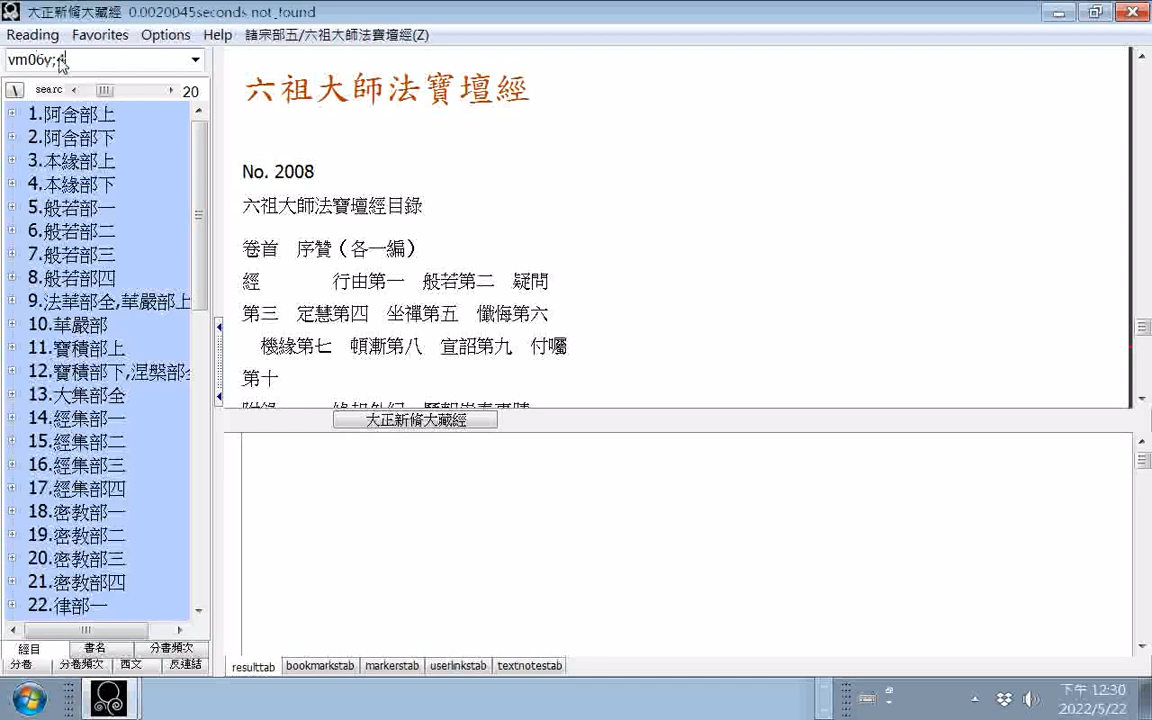 大正新脩大藏經 0.0020045seconds.not_found
Reading Favorites Options Help 諸宗部五/六祖大師法寶壇經(Z)
vm06y;4
searc 20
1.阿含部上
2.阿含部下
3.本緣部上
4.本緣部下
5.般若部一
6.般若部二
7.般若部三
8.般若部四
9.法華部全,華嚴部上
10.華嚴部
11.寶積部上
12.寶積部下,涅槃部全
13.大集部全
14.經集部一
15.經集部二
16.經集部三
17.經集部四
18.密教部一
19.密教部二
20.密教部三
21.密教部四
22.律部一
經目 書名 分書頻次
分卷 分卷頻次 西文 反連結
六祖大師法寶壇經
No. 2008
六祖大師法寶壇經目錄
卷首 序贊（各一編）
經 行由第一 般若第二 疑問
第三 定慧第四 坐禪第五 懺悔第六
機緣第七 頓漸第八 宣詔第九 付囑
第十
大正新脩大藏經
resulttab bookmarkstab markerstab userlinkstab textnotestab
下午 12:30
2022/5/22